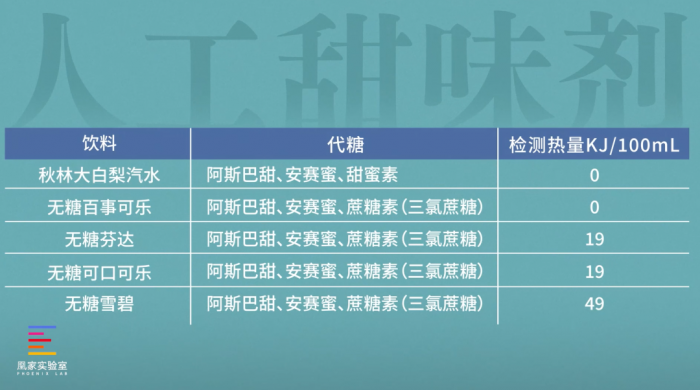 人工甜味剂
饮料 代糖 检测热量KJ/100mL
秋林大白梨汽水 阿斯巴甜、安赛蜜、甜蜜素 0
无糖百事可乐 阿斯巴甜、安赛蜜、蔗糖素（三氯蔗糖） 0
无糖芬达 阿斯巴甜、安赛蜜、蔗糖素（三氯蔗糖） 19
无糖可口可乐 阿斯巴甜、安赛蜜、蔗糖素（三氯蔗糖） 19
无糖雪碧 阿斯巴甜、安赛蜜、蔗糖素（三氯蔗糖） 49
凰家实验室
PHOENIX LAB